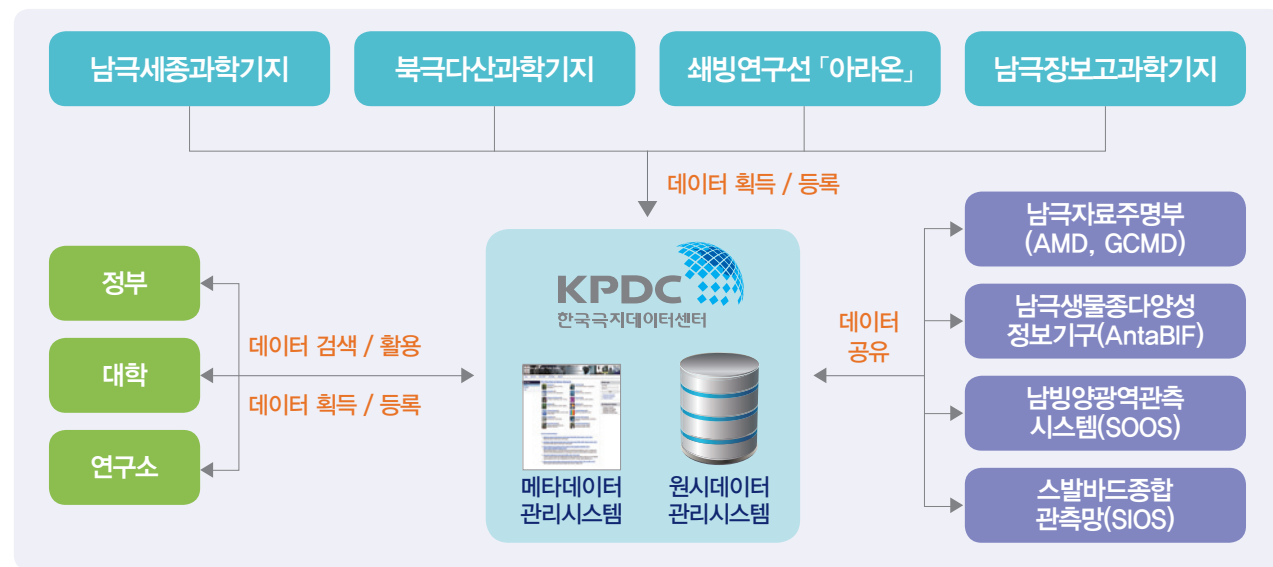 남극세종과학기지
북극다산과학기지
쇄빙연구선 「아라온」
남극장보고과학기지
데이터 획득 / 등록
정부
대학
연구소
데이터 검색 / 활용
데이터 획득 / 등록
KPDC
한국극지데이터센터
메타데이터
관리시스템
원시데이터
관리시스템
데이터
공유
남극자료주명부
(AMD, GCMD)
남극생물종다양성
정보기구(AntaBIF)
남빙양광역관측
시스템(SOOS)
스발바드종합
관측망(SIOS)